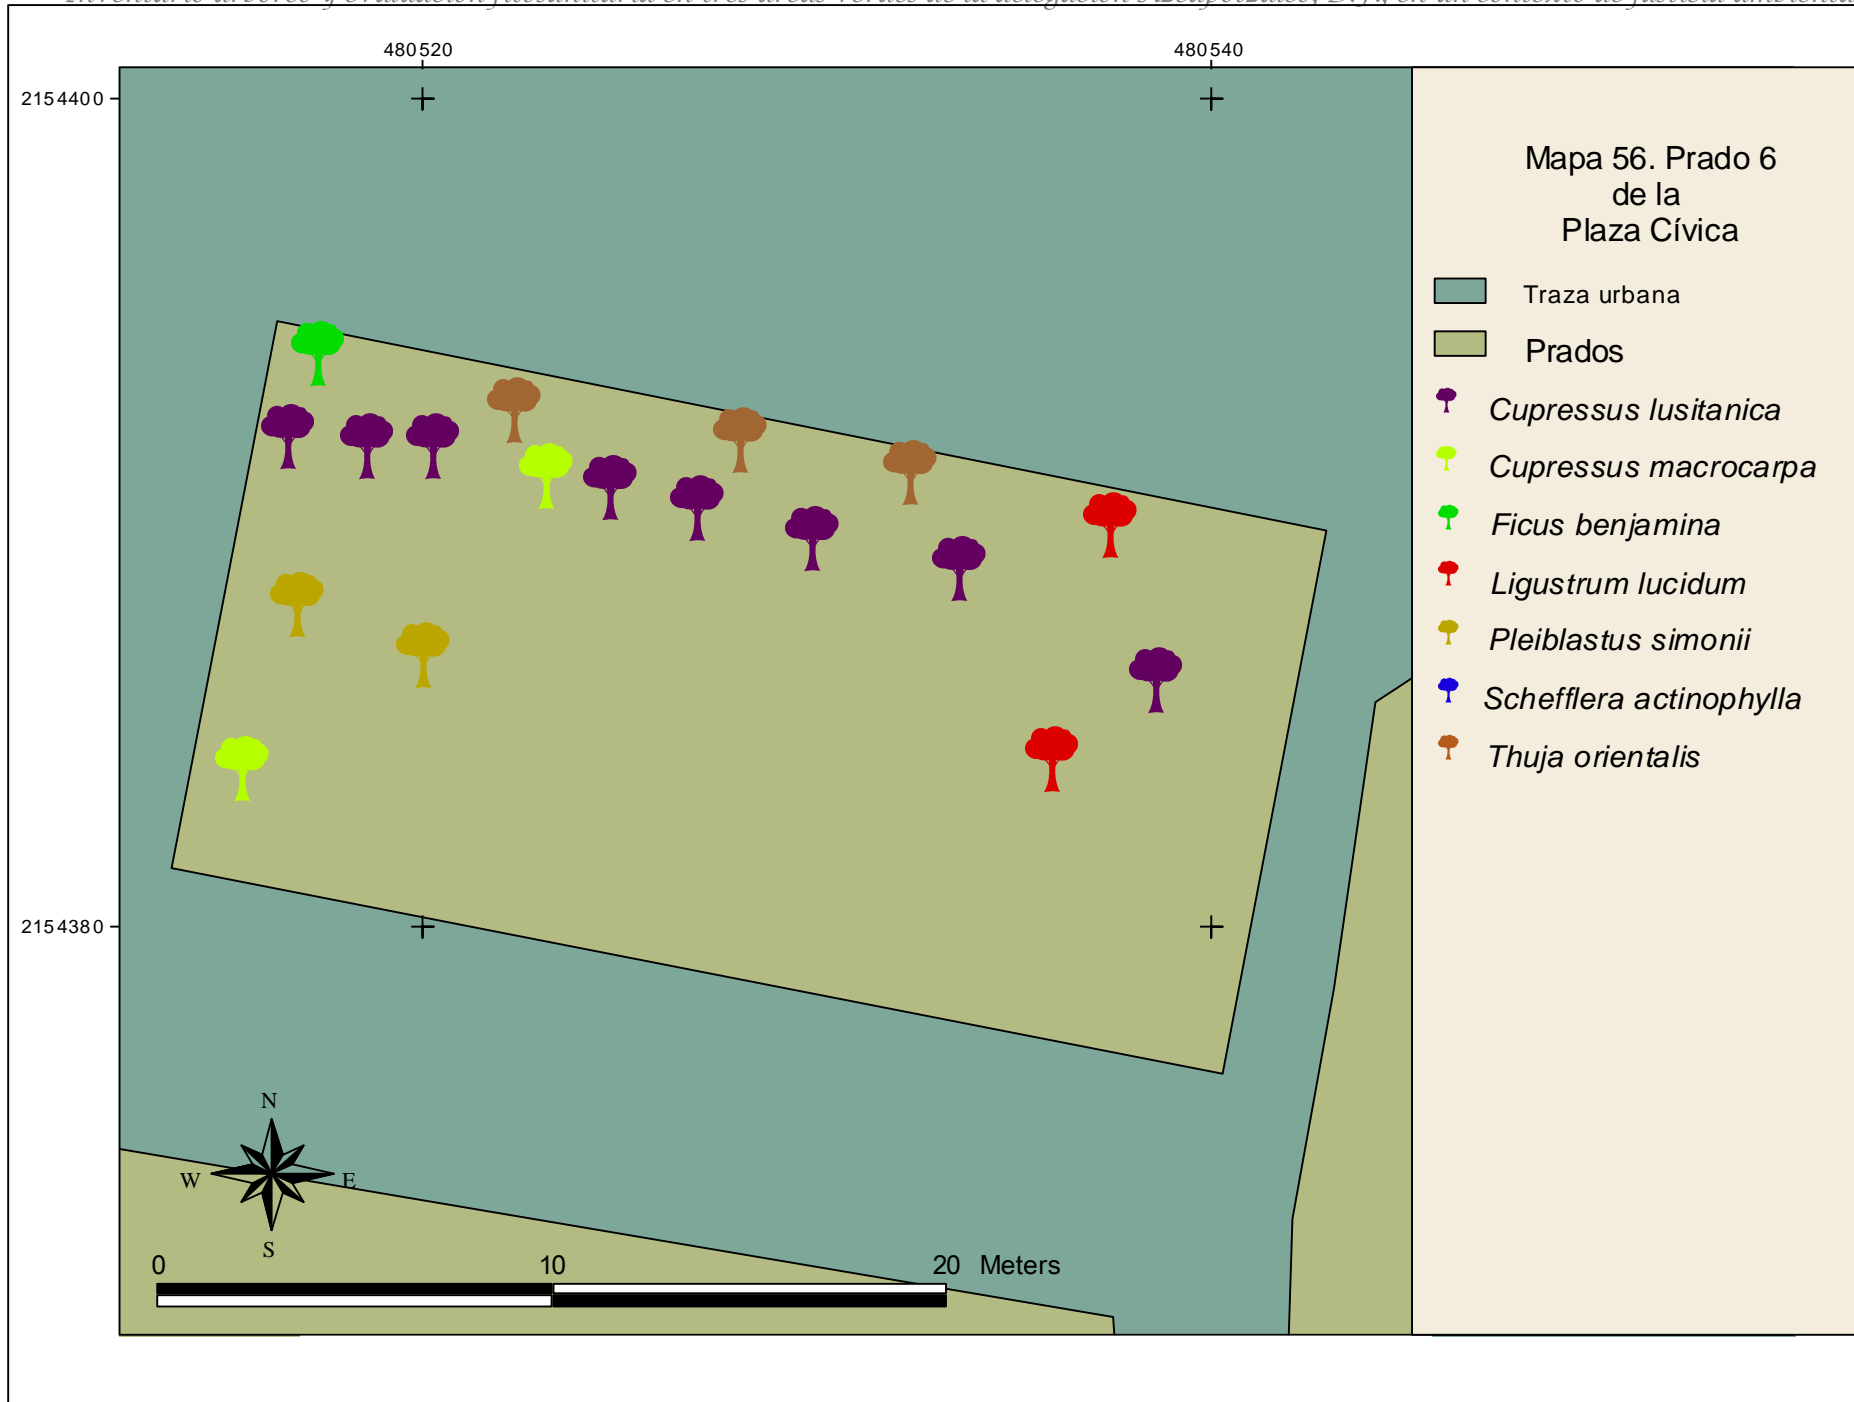 480520 480540
2154400
2154380
Mapa 56. Prado 6
de la
Plaza Cívica
Traza urbana
Prados
Cupressus lusitanica
Cupressus macrocarpa
Ficus benjamina
Ligustrum lucidum
Pleiblastus simonii
Schefflera actinophylla
Thuja orientalis
N
W E
S
0 10 20 Meters